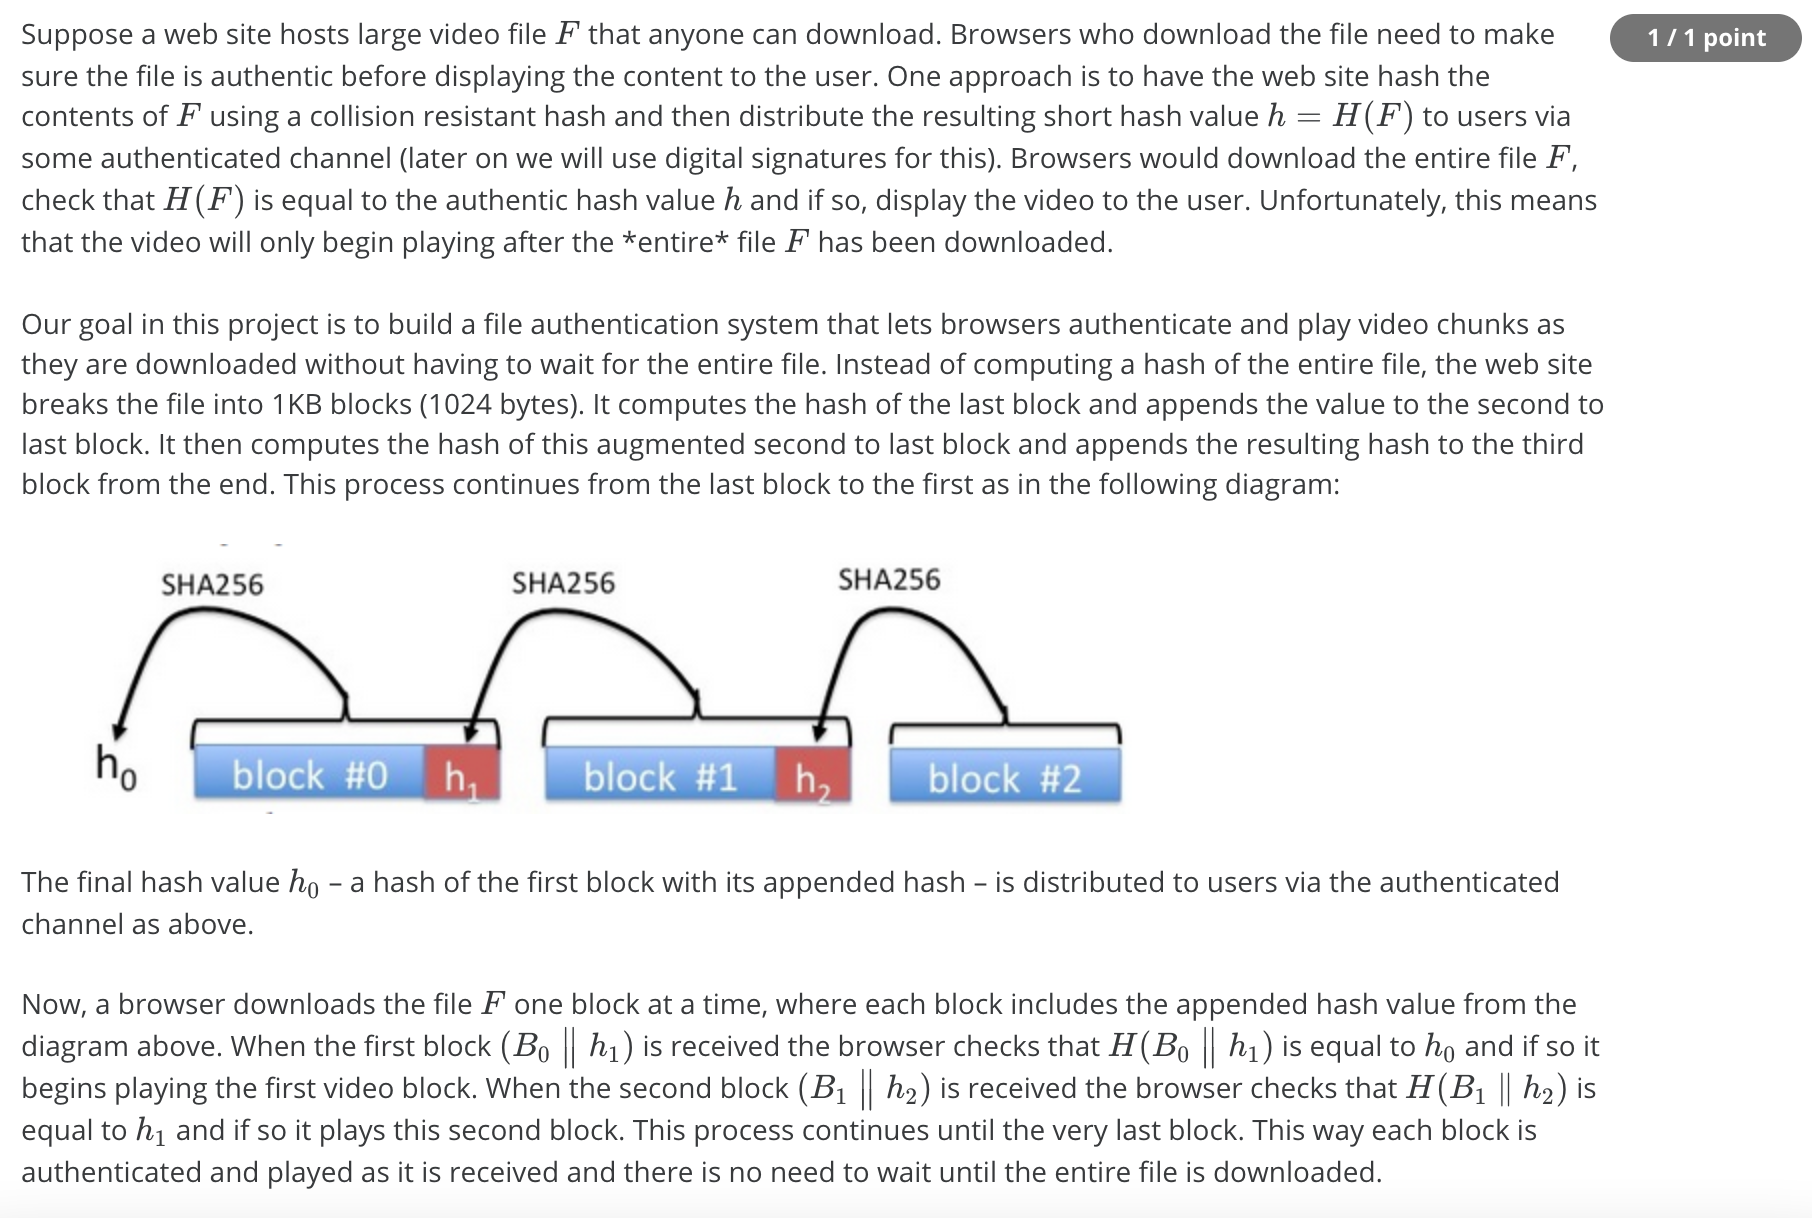 Suppose a web site hosts large video file F that anyone can download. Browsers who download the file need to make
1 / 1 point
sure the file is authentic before displaying the content to the user. One approach is to have the web site hash the
contents of F using a collision resistant hash and then distribute the resulting short hash value h = H(F) to users via
some authenticated channel (later on we will use digital signatures for this). Browsers would download the entire file F,
check that H(F) is equal to the authentic hash value h and if so, display the video to the user. Unfortunately, this means
that the video will only begin playing after the *entire* file F has been downloaded.
Our goal in this project is to build a file authentication system that lets browsers authenticate and play video chunks as
they are downloaded without having to wait for the entire file. Instead of computing a hash of the entire file, the web site
breaks the file into 1KB blocks (1024 bytes). It computes the hash of the last block and appends the value to the second to
last block. It then computes the hash of this augmented second to last block and appends the resulting hash to the third
block from the end. This process continues from the last block to the first as in the following diagram:
SHA256 SHA256 SHA256
h₀ block #0 h₁ block #1 h₂ block #2
The final hash value h₀ – a hash of the first block with its appended hash – is distributed to users via the authenticated
channel as above.
Now, a browser downloads the file F one block at a time, where each block includes the appended hash value from the
diagram above. When the first block (B₀ ‖ h₁) is received the browser checks that H(B₀ ‖ h₁) is equal to h₀ and if so it
begins playing the first video block. When the second block (B₁ ‖ h₂) is received the browser checks that H(B₁ ‖ h₂) is
equal to h₁ and if so it plays this second block. This process continues until the very last block. This way each block is
authenticated and played as it is received and there is no need to wait until the entire file is downloaded.